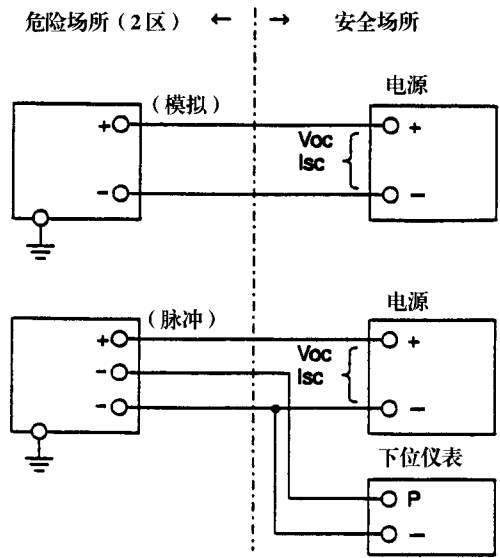 危险场所（2区） ← → 安全场所
电源
（模拟）
+ +
Voc
Isc
- −
电源
（脉冲）
+ +
Voc
Isc
-
- −
下位仪表
P
−